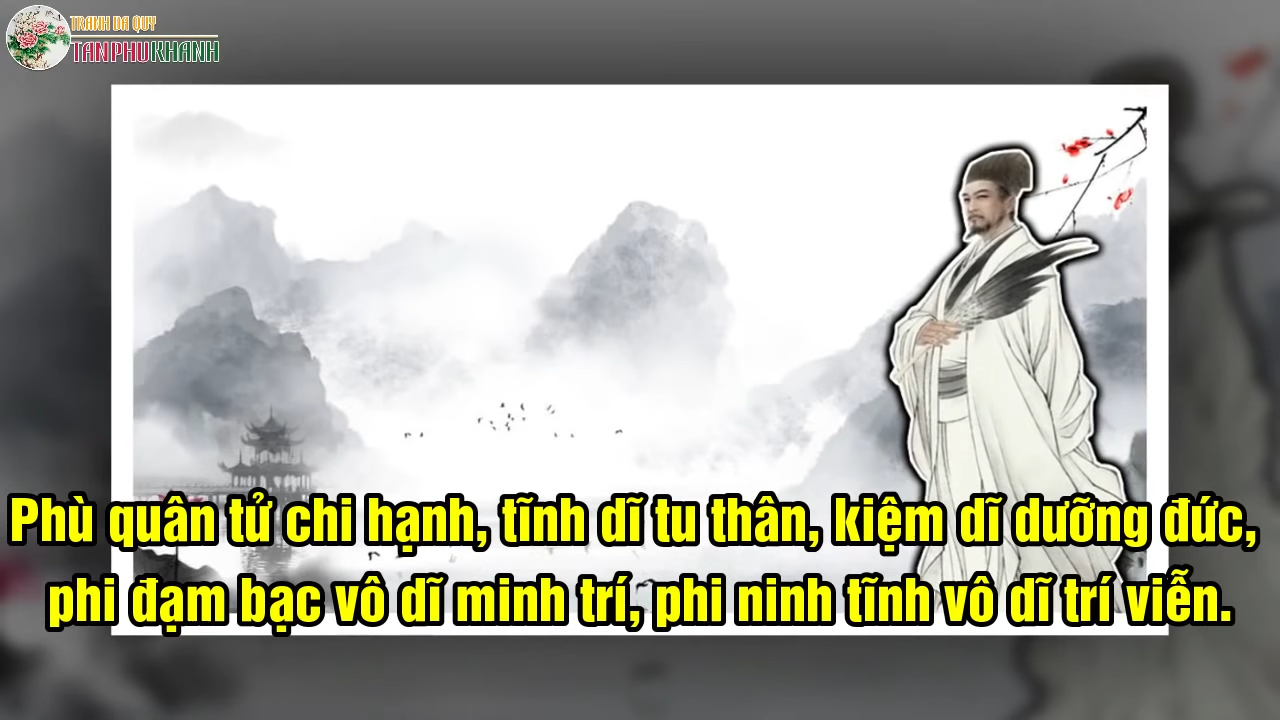 TRANH DA QUY
TANPHUKHANH
Phù quân tử chi hạnh, tĩnh dĩ tu thân, kiệm dĩ dưỡng đức,
phi đạm bạc vô dĩ minh trí, phi ninh tĩnh vô dĩ trí viễn.